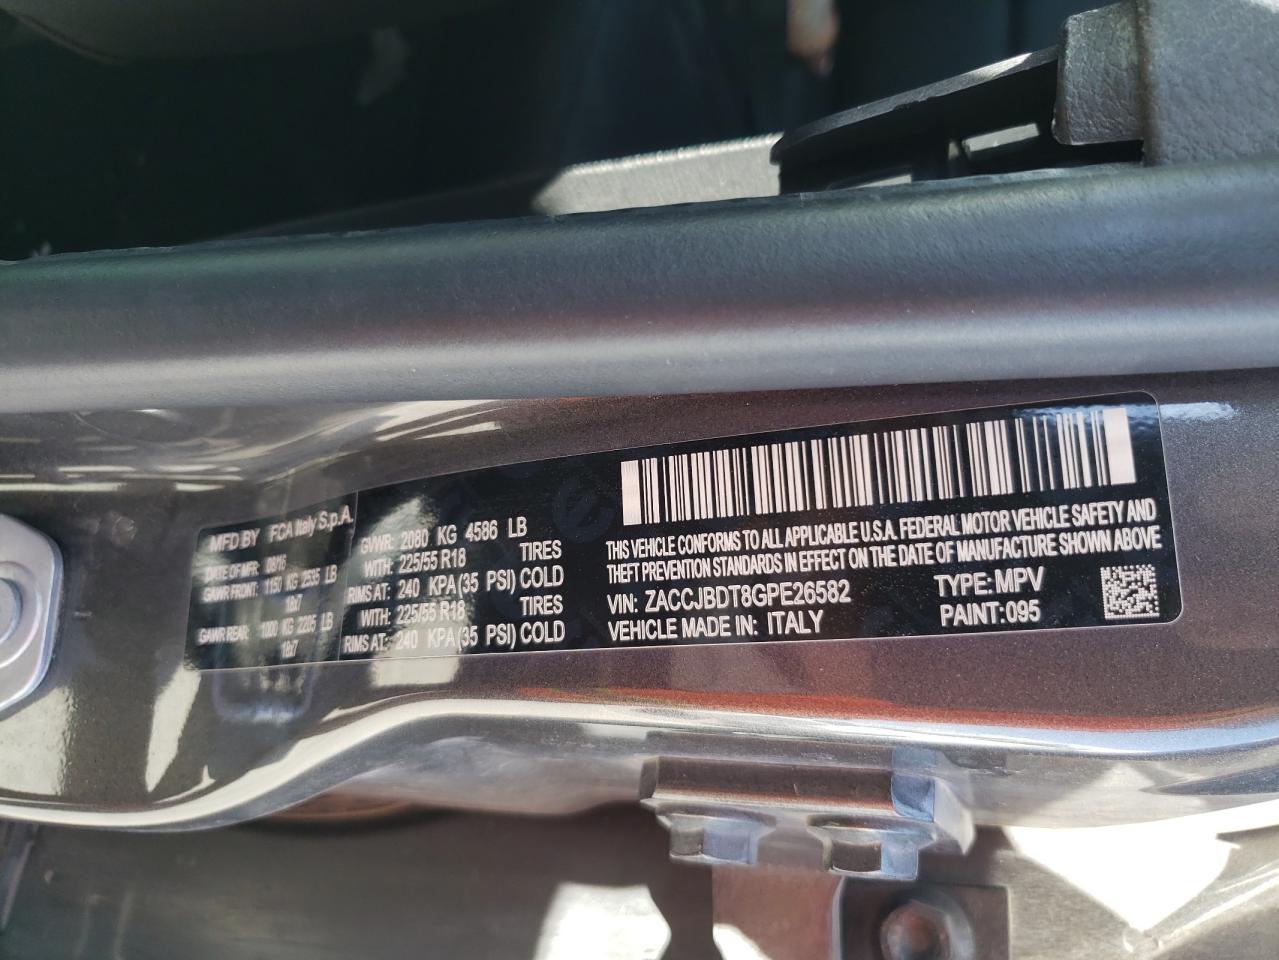 MFD BY FCA Italy S.p.A.
DATE OF MFR: 08/16
GAWR FRONT: 1150 KG 2535 LB
18x7
GAWR REAR: 1000 KG 2205 LB
18x7
GVWR: 2080 KG 4586 LB
WITH: 225/55 R18 TIRES
RIMS AT: 240 KPA(35 PSI) COLD
WITH: 225/55 R18 TIRES
RIMS AT: 240 KPA(35 PSI) COLD
THIS VEHICLE CONFORMS TO ALL APPLICABLE U.S.A. FEDERAL MOTOR VEHICLE SAFETY AND
THEFT PREVENTION STANDARDS IN EFFECT ON THE DATE OF MANUFACTURE SHOWN ABOVE
VIN: ZACCJBDT8GPE26582 TYPE: MPV
VEHICLE MADE IN: ITALY PAINT:095